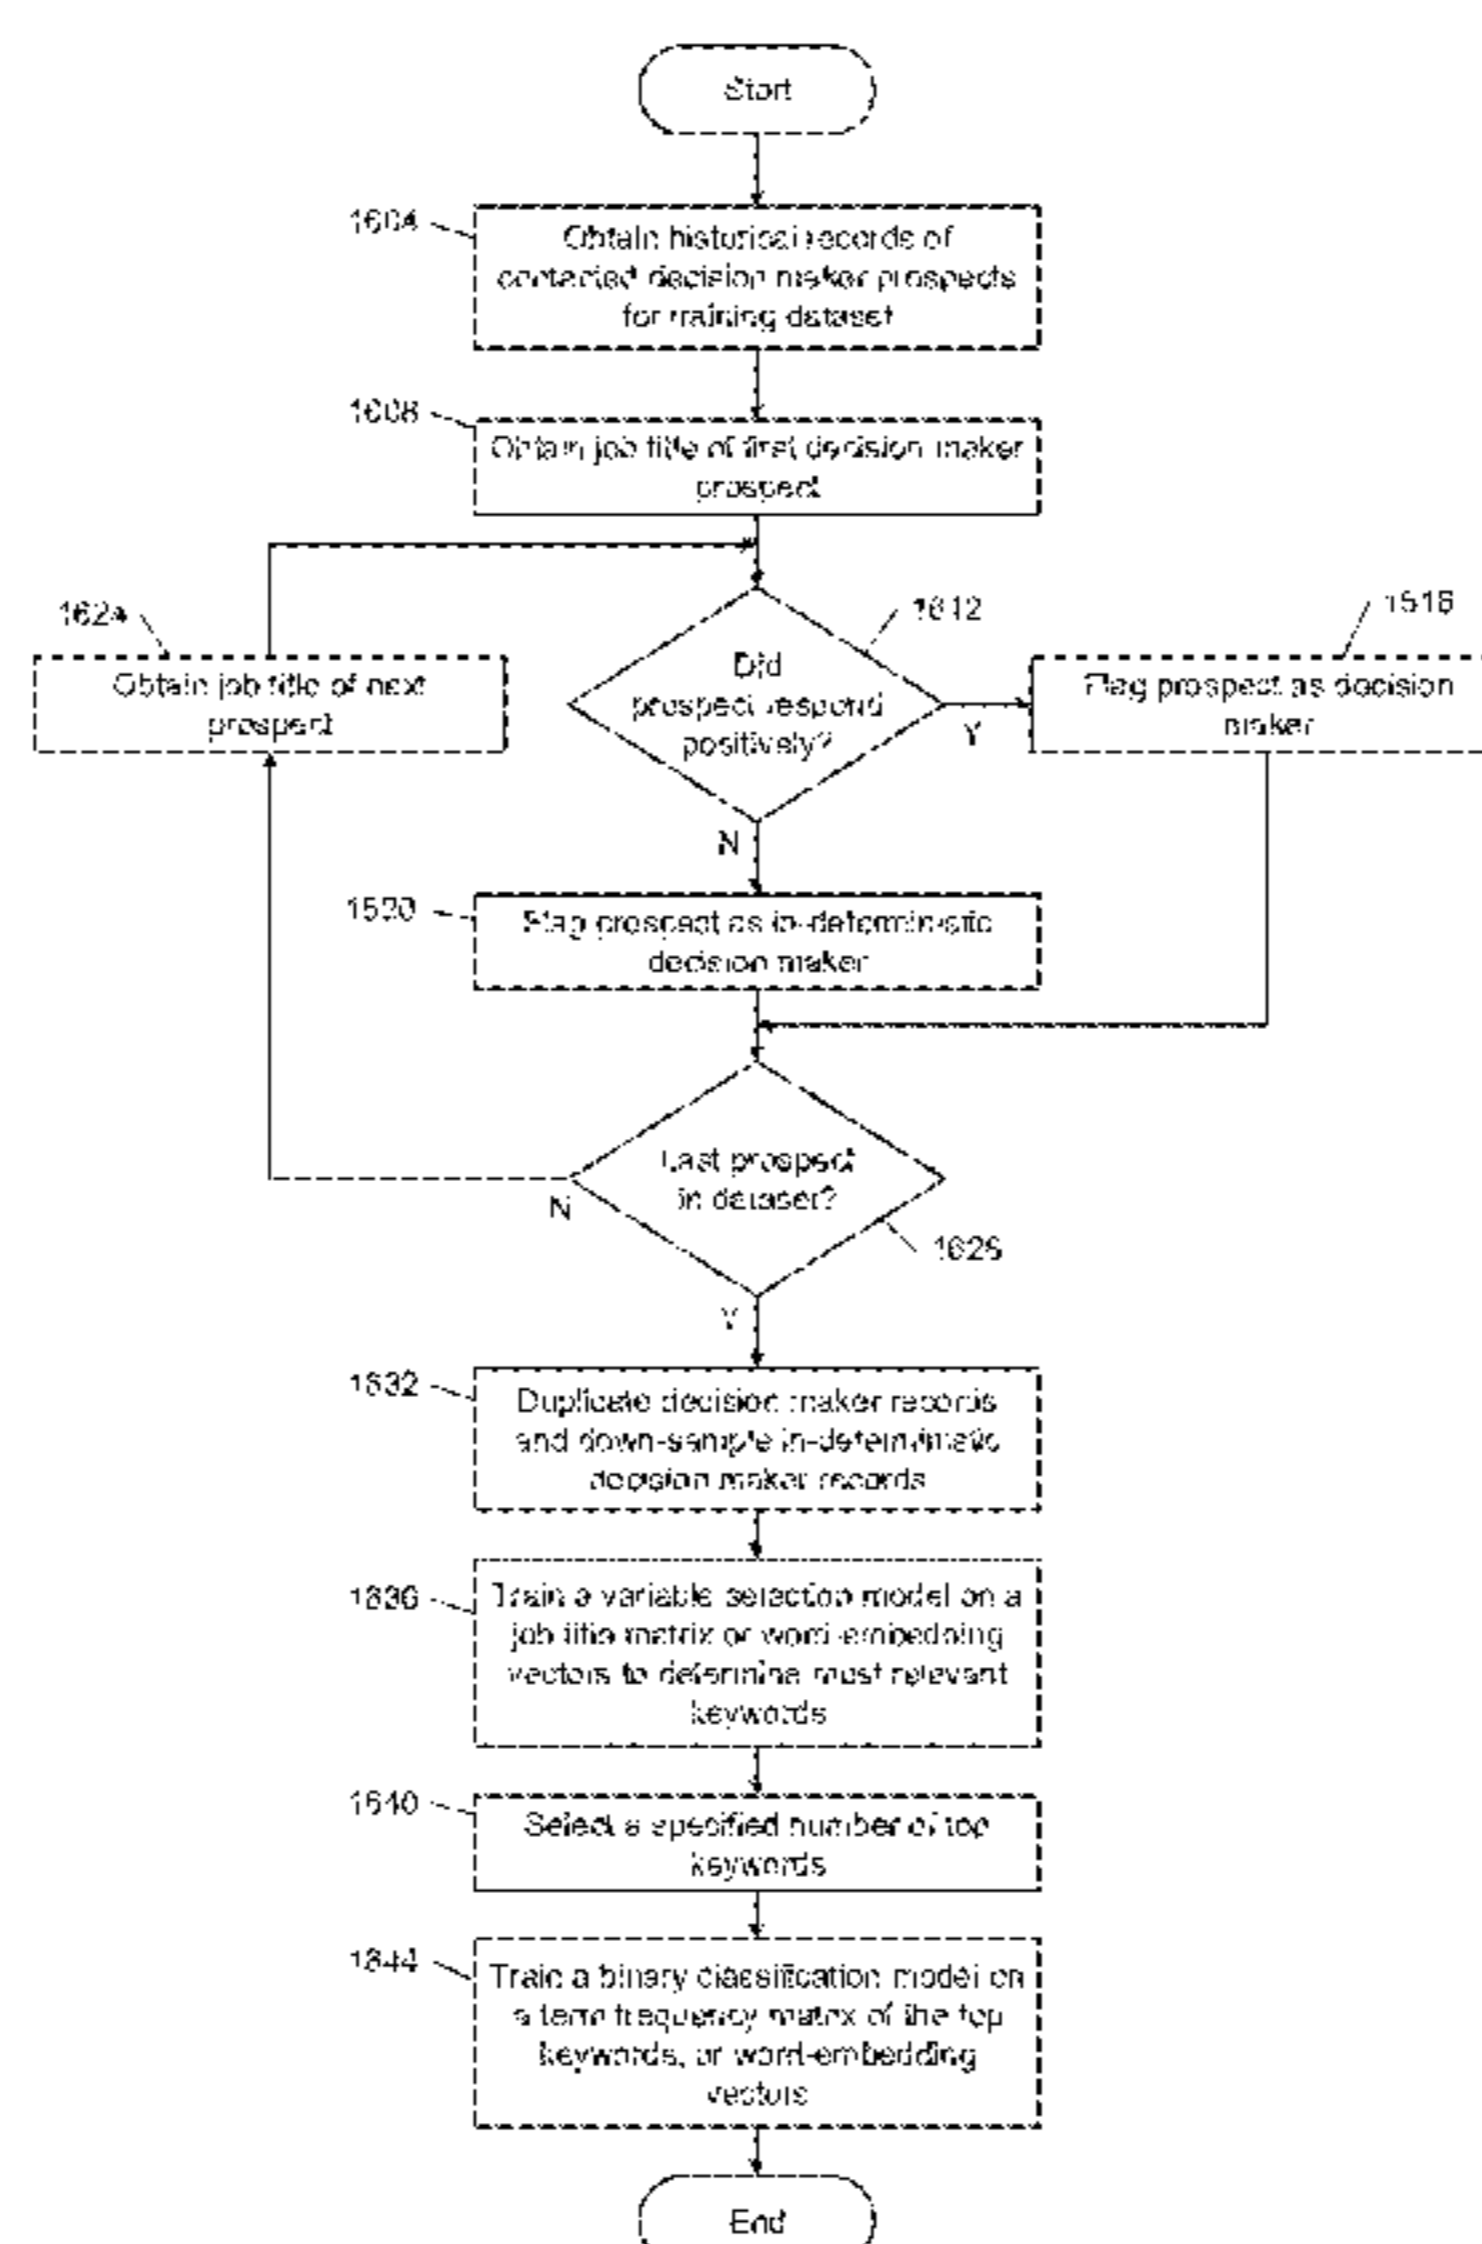 Start
1604
Obtain historical records of
contacted decision maker prospects
for training dataset
1608
Obtain job title of first decision maker
prospect
1624
Obtain job title of next
prospect
1612
Did
prospect respond
positively?
Y
1616
Flag prospect as decision
maker
N
1620
Flag prospect as in-deterministic
decision maker
Last prospect
in dataset?
N
1628
Y
1632
Duplicate decision maker records
and down-sample in-deterministic
decision maker records
1636
Train a variable selection model on a
job title matrix or word-embedding
vectors to determine most relevant
keywords
1640
Select a specified number of top
keywords
1644
Train a binary classification model on
a term frequency matrix of the top
keywords, or word-embedding
vectors
End